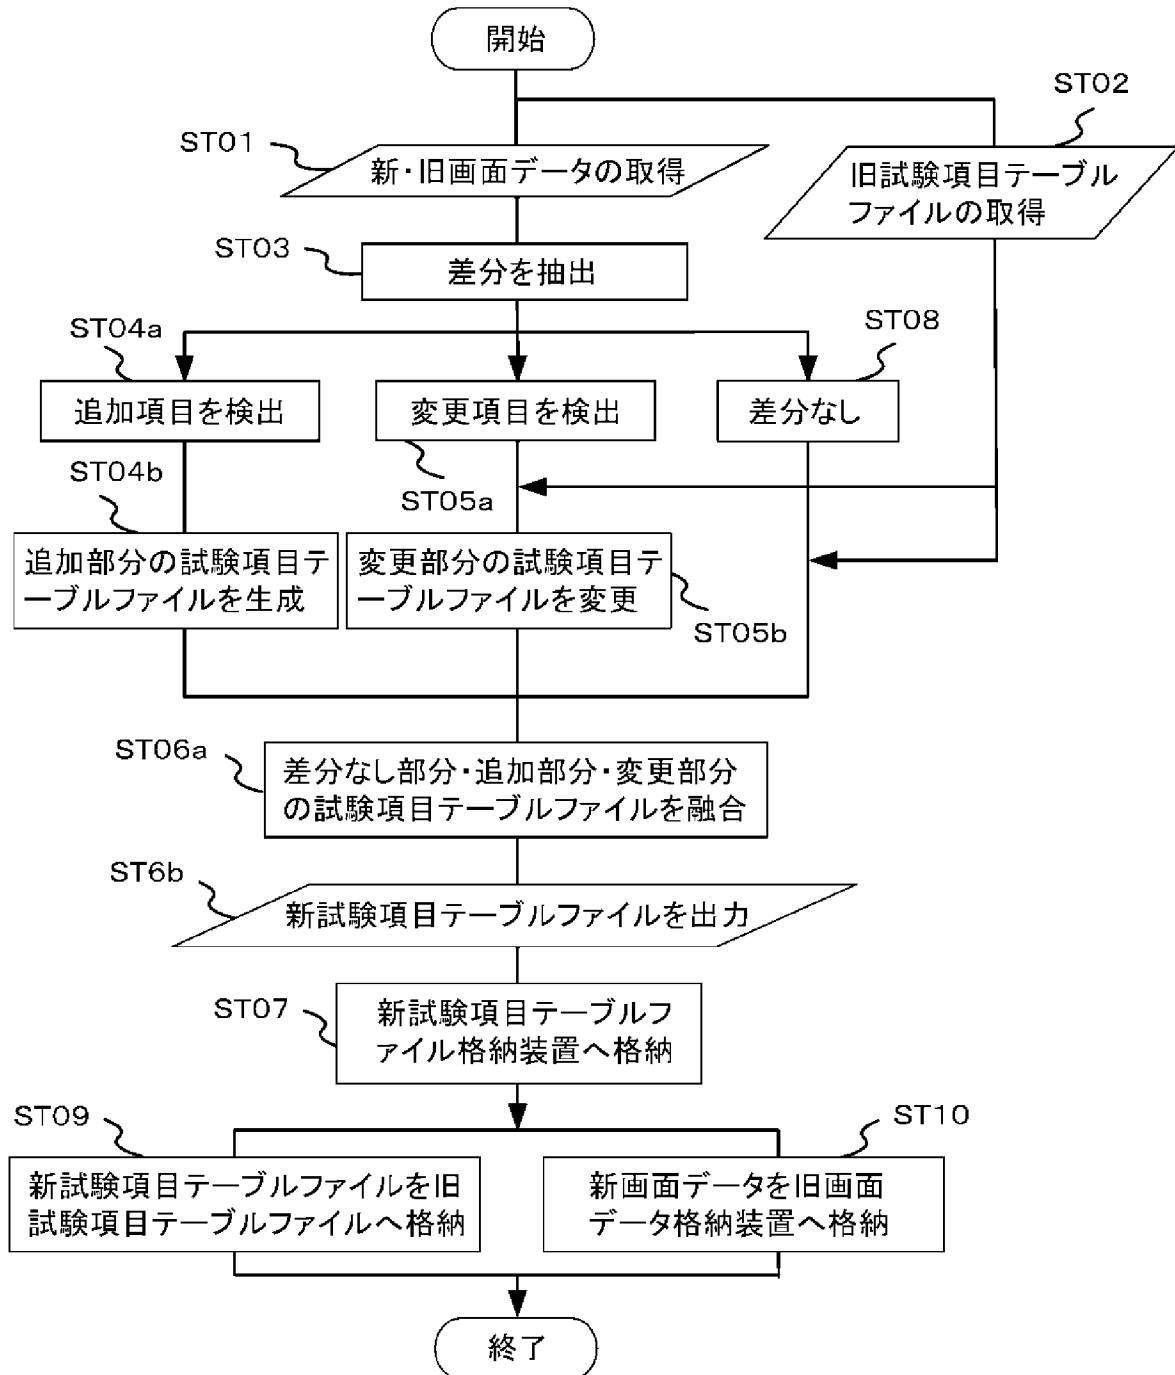 開始
ST02
ST01
新・旧画面データの取得
旧試験項目テーブル
ファイルの取得
ST03
差分を抽出
ST04a
ST08
追加項目を検出
変更項目を検出
差分なし
ST04b
ST05a
追加部分の試験項目テ
ーブルファイルを生成
変更部分の試験項目テ
ーブルファイルを変更
ST05b
ST06a
差分なし部分・追加部分・変更部分
の試験項目テーブルファイルを融合
ST6b
新試験項目テーブルファイルを出力
ST07
新試験項目テーブルフ
ァイル格納装置へ格納
ST09
ST10
新試験項目テーブルファイルを旧
試験項目テーブルファイルへ格納
新画面データを旧画面
データ格納装置へ格納
終了